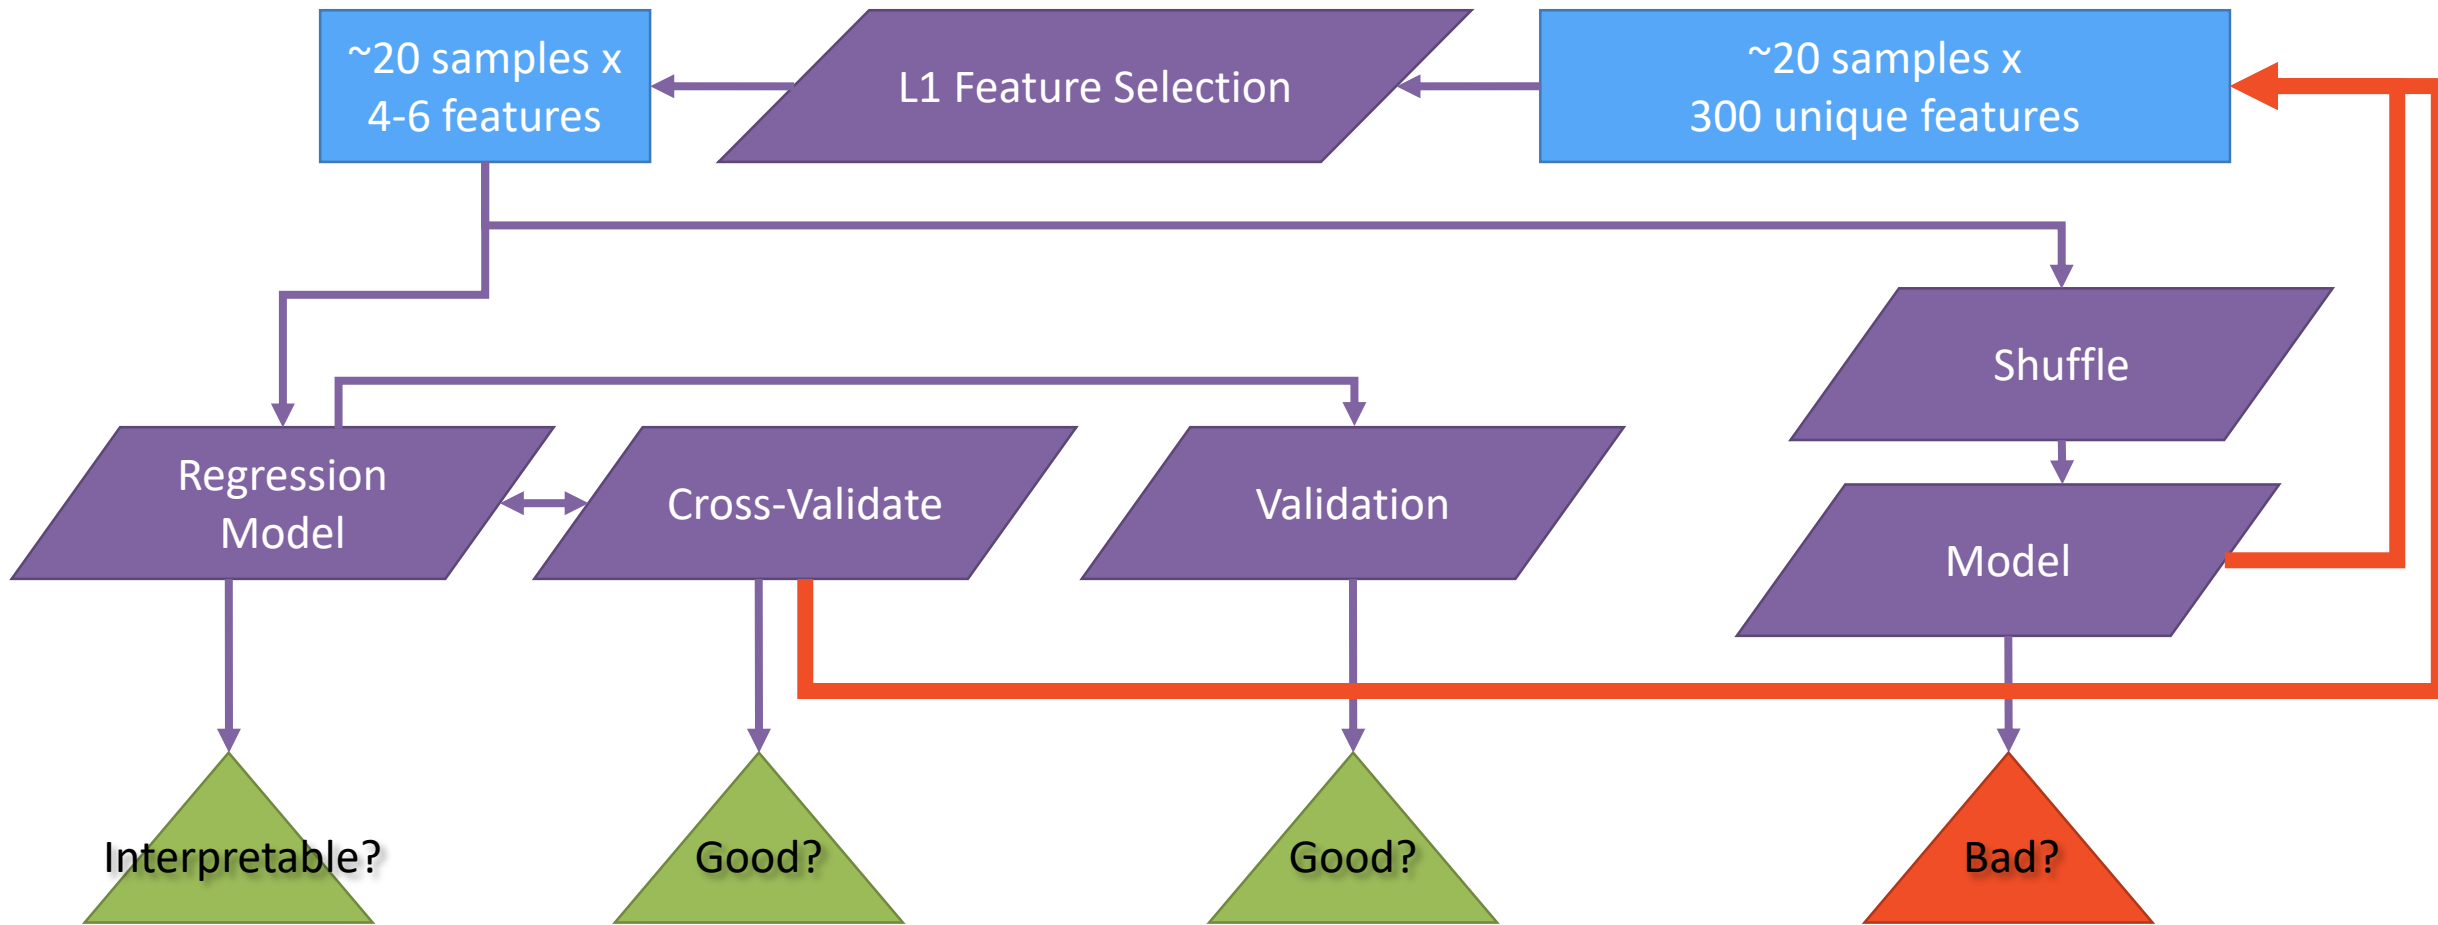 ~20 samples x
4-6 features
L1 Feature Selection
~20 samples x
300 unique features
Shuffle
Regression
Model
Cross-Validate
Validation
Model
Interpretable?
Good?
Good?
Bad?